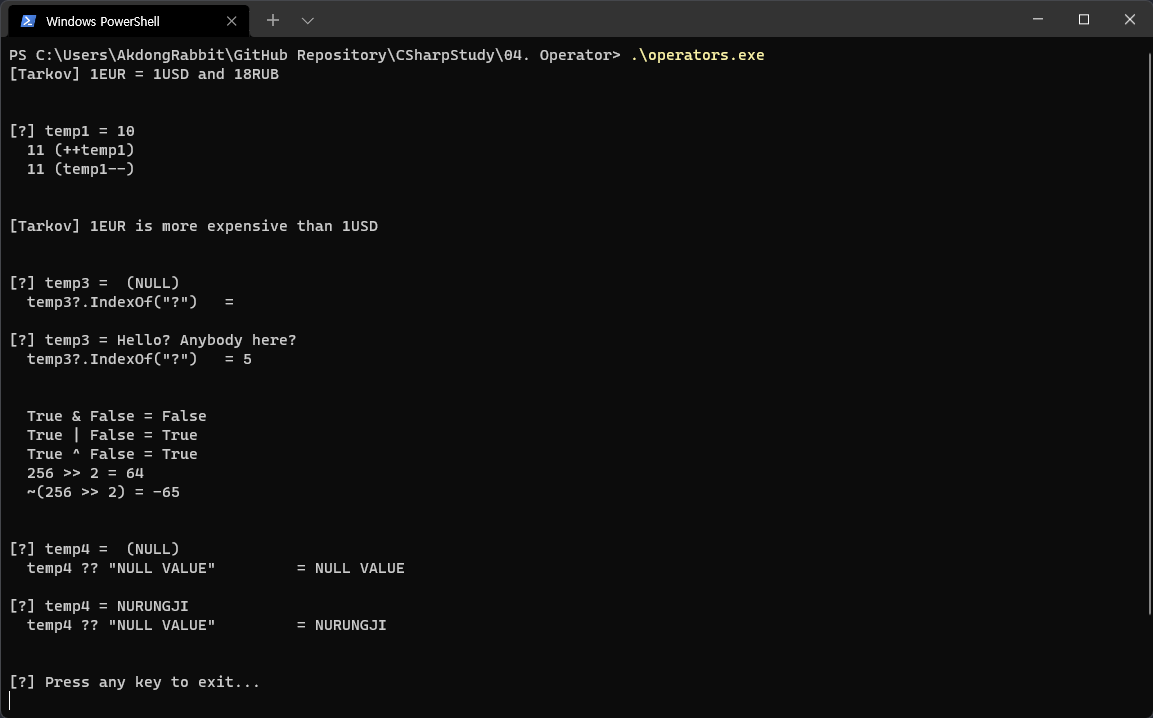 Windows PowerShell
PS C:\Users\AkdongRabbit\GitHub Repository\CSharpStudy\04. Operator> .\operators.exe
[Tarkov] 1EUR = 1USD and 18RUB
[?] temp1 = 10
  11 (++temp1)
  11 (temp1--)
[Tarkov] 1EUR is more expensive than 1USD
[?] temp3 =  (NULL)
  temp3?.IndexOf("?")   =
[?] temp3 = Hello? Anybody here?
  temp3?.IndexOf("?")   = 5
  True & False = False
  True | False = True
  True ^ False = True
  256 >> 2 = 64
  ~(256 >> 2) = -65
[?] temp4 =  (NULL)
  temp4 ?? "NULL VALUE"         = NULL VALUE
[?] temp4 = NURUNGJI
  temp4 ?? "NULL VALUE"         = NURUNGJI
[?] Press any key to exit...